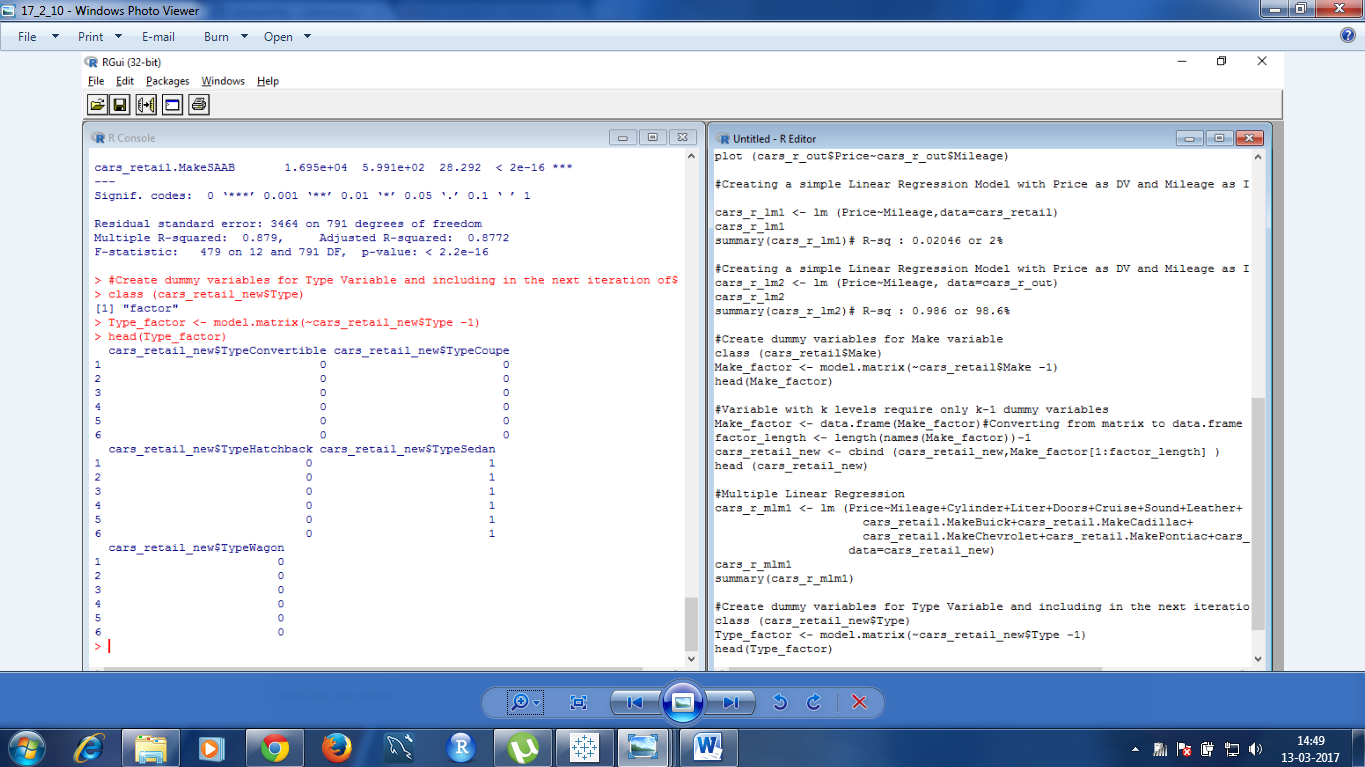 17_2_10 - Windows Photo Viewer
File Print E-mail Burn Open
RGui (32-bit)
File Edit Packages Windows Help
R Console
cars_retail.MakeSAAB 1.695e+04 5.991e+02 28.292 < 2e-16 ***
---
Signif. codes: 0 ‘***’ 0.001 ‘**’ 0.01 ‘*’ 0.05 ‘.’ 0.1 ‘ ’ 1
Residual standard error: 3464 on 791 degrees of freedom
Multiple R-squared: 0.879, Adjusted R-squared: 0.8772
F-statistic: 479 on 12 and 791 DF, p-value: < 2.2e-16
> #Create dummy variables for Type Variable and including in the next iteration of$
> class (cars_retail_new$Type)
[1] "factor"
> Type_factor <- model.matrix(~cars_retail_new$Type -1)
> head(Type_factor)
cars_retail_new$TypeConvertible cars_retail_new$TypeCoupe
1 0 0
2 0 0
3 0 0
4 0 0
5 0 0
6 0 0
cars_retail_new$TypeHatchback cars_retail_new$TypeSedan
1 0 1
2 0 1
3 0 1
4 0 1
5 0 1
6 0 1
cars_retail_new$TypeWagon
1 0
2 0
3 0
4 0
5 0
6 0
>
Untitled - R Editor
plot (cars_r_out$Price~cars_r_out$Mileage)
#Creating a simple Linear Regression Model with Price as DV and Mileage as I
cars_r_lm1 <- lm (Price~Mileage,data=cars_retail)
cars_r_lm1
summary(cars_r_lm1)# R-sq : 0.02046 or 2%
#Creating a simple Linear Regression Model with Price as DV and Mileage as I
cars_r_lm2 <- lm (Price~Mileage, data=cars_r_out)
cars_r_lm2
summary(cars_r_lm2)# R-sq : 0.986 or 98.6%
#Create dummy variables for Make variable
class (cars_retail$Make)
Make_factor <- model.matrix(~cars_retail$Make -1)
head(Make_factor)
#Variable with k levels require only k-1 dummy variables
Make_factor <- data.frame(Make_factor)#Converting from matrix to data.frame
factor_length <- length(names(Make_factor))-1
cars_retail_new <- cbind (cars_retail_new,Make_factor[1:factor_length] )
head (cars_retail_new)
#Multiple Linear Regression
cars_r_mlm1 <- lm (Price~Mileage+Cylinder+Liter+Doors+Cruise+Sound+Leather+
cars_retail.MakeBuick+cars_retail.MakeCadillac+
cars_retail.MakeChevrolet+cars_retail.MakePontiac+cars_
data=cars_retail_new)
cars_r_mlm1
summary(cars_r_mlm1)
#Create dummy variables for Type Variable and including in the next iteratio
class (cars_retail_new$Type)
Type_factor <- model.matrix(~cars_retail_new$Type -1)
head(Type_factor)
14:49
13-03-2017